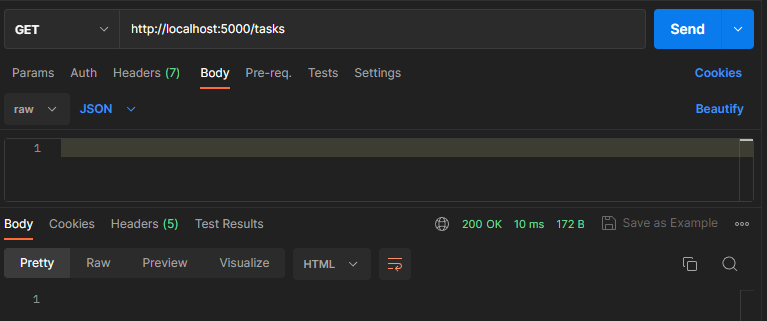 GET http://localhost:5000/tasks Send
Params Auth Headers (7) Body Pre-req. Tests Settings Cookies
raw JSON Beautify
1
Body Cookies Headers (5) Test Results 200 OK 10 ms 172 B Save as Example
Pretty Raw Preview Visualize HTML
1